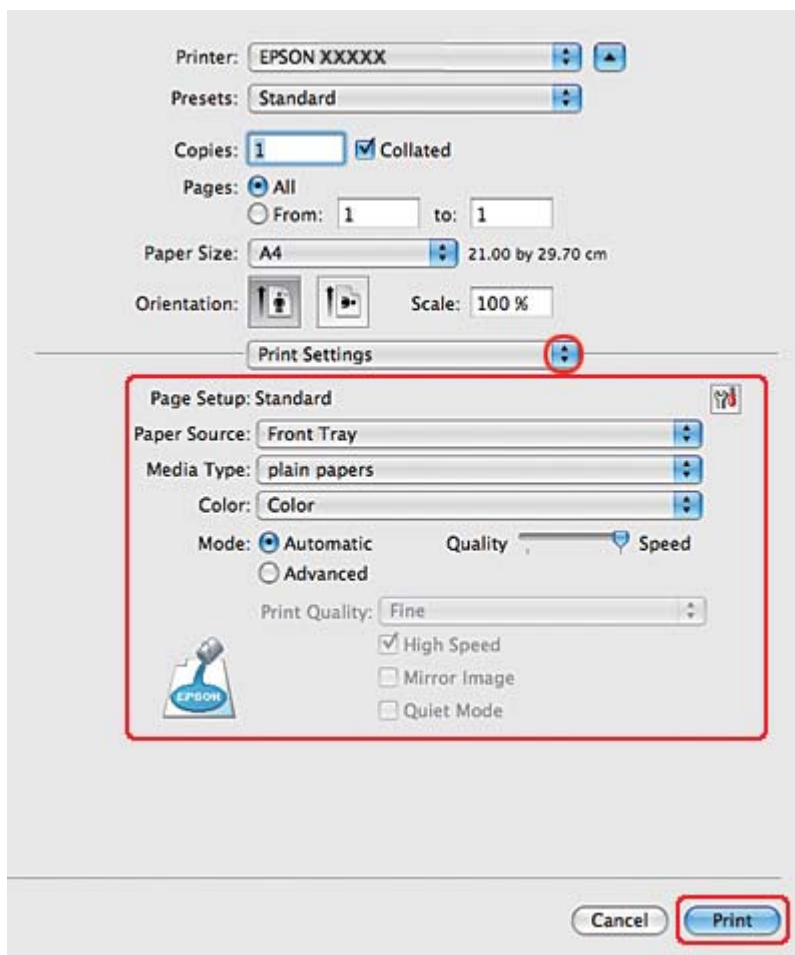 Printer: EPSON XXXXX
Presets: Standard
Copies: 1 Collated
Pages: All
From: 1 to: 1
Paper Size: A4 21.00 by 29.70 cm
Orientation: Scale: 100 %
Print Settings
Page Setup: Standard
Paper Source: Front Tray
Media Type: plain papers
Color: Color
Mode: Automatic Quality Speed
Advanced
Print Quality: Fine
High Speed
Mirror Image
EPSON
Quiet Mode
Cancel Print